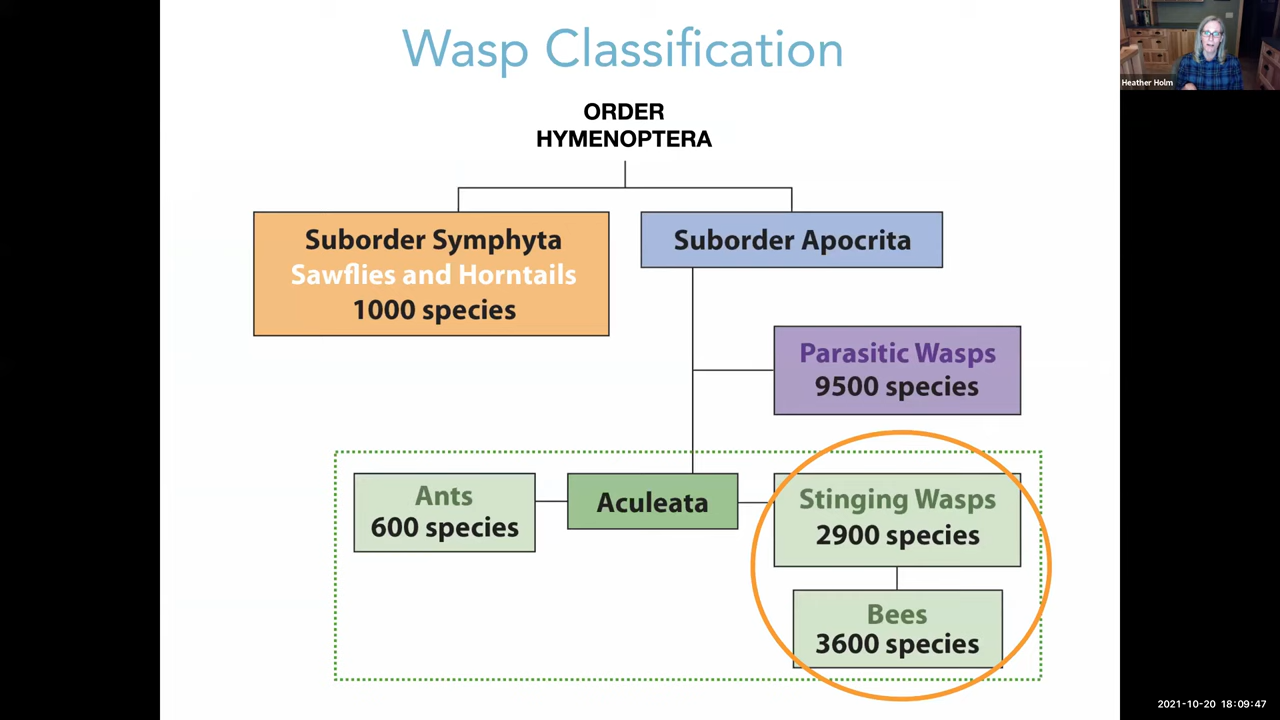 Wasp Classification
Heather Holm
ORDER
HYMENOPTERA
Suborder Symphyta
Sawflies and Horntails
1000 species
Suborder Apocrita
Parasitic Wasps
9500 species
Ants
600 species
Aculeata
Stinging Wasps
2900 species
Bees
3600 species
2021-10-20 18:09:47